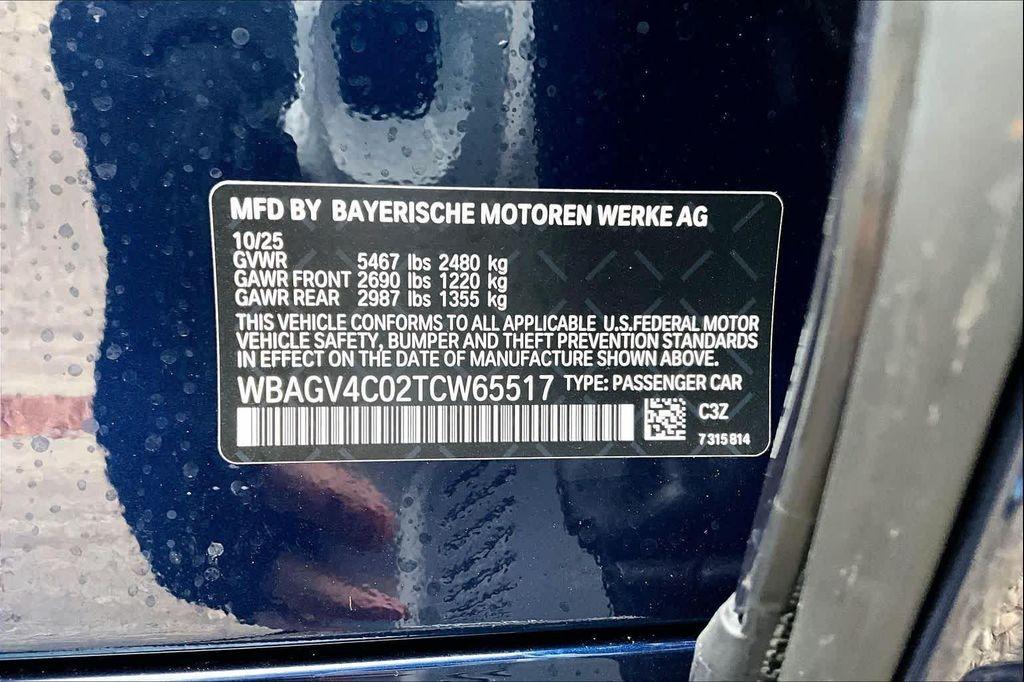 MFD BY BAYERISCHE MOTOREN WERKE AG
10/25
GVWR 5467 lbs 2480 kg
GAWR FRONT 2690 lbs 1220 kg
GAWR REAR 2987 lbs 1355 kg
THIS VEHICLE CONFORMS TO ALL APPLICABLE U.S.FEDERAL MOTOR
VEHICLE SAFETY, BUMPER AND THEFT PREVENTION STANDARDS
IN EFFECT ON THE DATE OF MANUFACTURE SHOWN ABOVE.
WBAGV4C02TCW65517 TYPE: PASSENGER CAR
C3Z
7 315 814